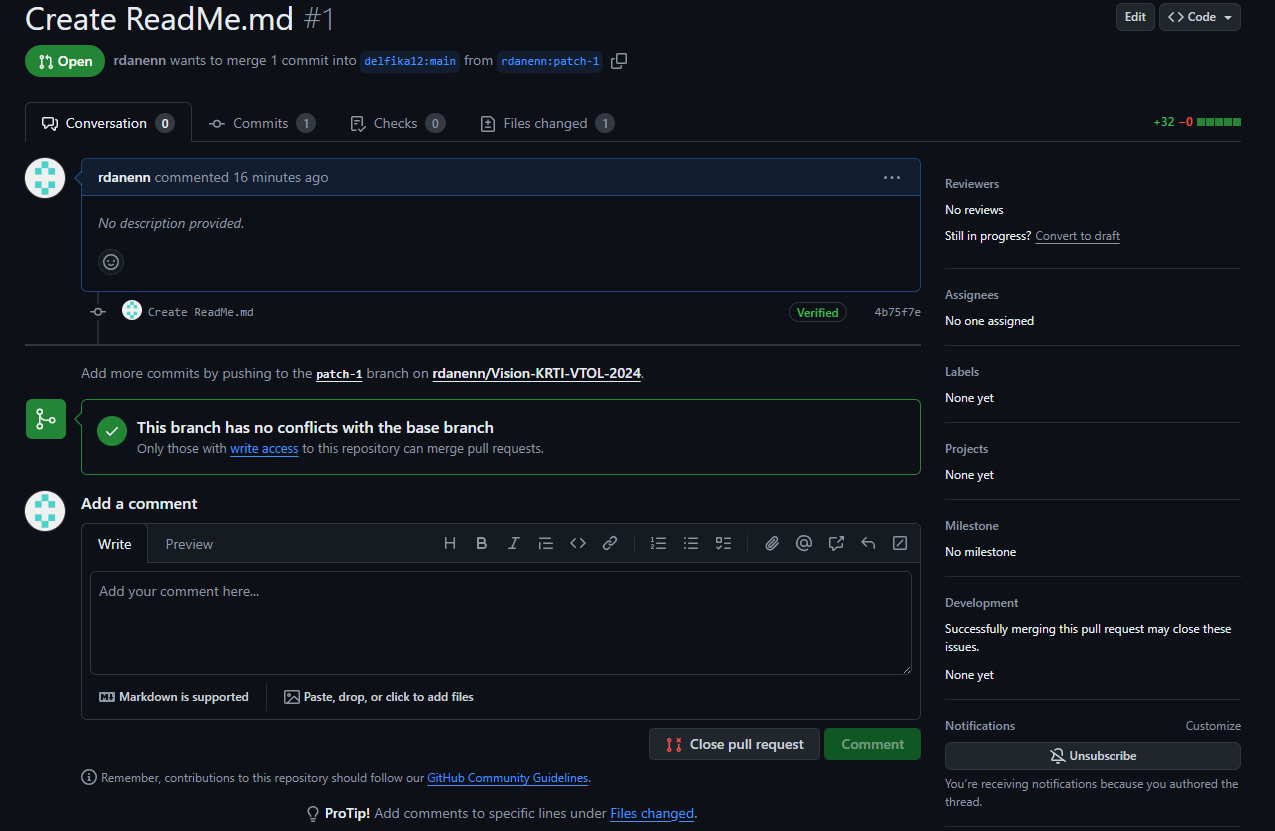 Create ReadMe.md #1
Edit
Code
Open
rdanenn wants to merge 1 commit into delfika12:main from rdanenn:patch-1
Conversation 0
Commits 1
Checks 0
Files changed 1
+32 −0
rdanenn commented 16 minutes ago
No description provided.
Create ReadMe.md
Verified
4b75f7e
Add more commits by pushing to the patch-1 branch on rdanenn/Vision-KRTI-VTOL-2024.
This branch has no conflicts with the base branch
Only those with write access to this repository can merge pull requests.
Add a comment
Write
Preview
Add your comment here...
Markdown is supported
Paste, drop, or click to add files
Close pull request
Comment
Remember, contributions to this repository should follow our GitHub Community Guidelines.
ProTip! Add comments to specific lines under Files changed.
Reviewers
No reviews
Still in progress? Convert to draft
Assignees
No one assigned
Labels
None yet
Projects
None yet
Milestone
No milestone
Development
Successfully merging this pull request may close these
issues.
None yet
Notifications
Customize
Unsubscribe
You're receiving notifications because you authored the
thread.